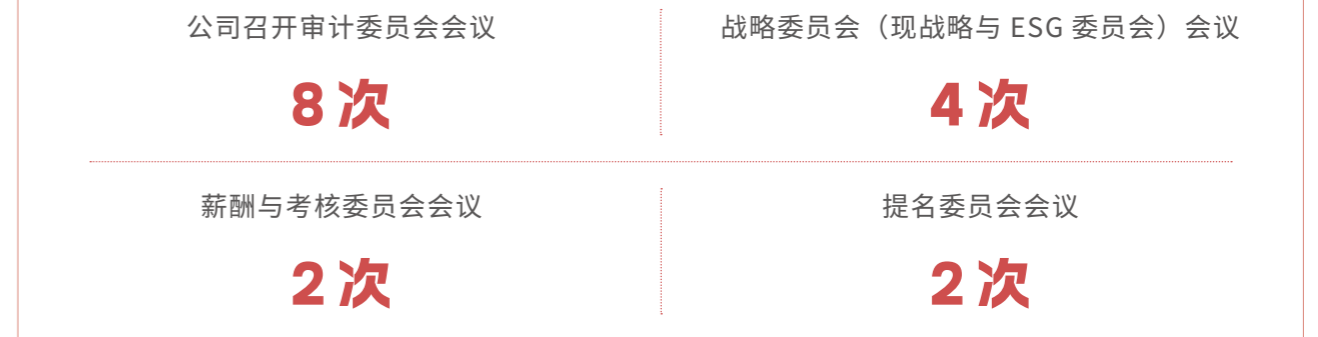 公司召开审计委员会会议
战略委员会（现战略与 ESG 委员会）会议
8 次
4 次
薪酬与考核委员会会议
提名委员会会议
2 次
2 次